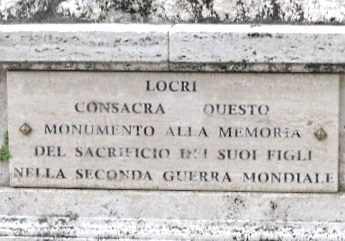 LOCRI
CONSACRA QUESTO
MONUMENTO ALLA MEMORIA
DEL SACRIFICIO DEI SUOI FIGLI
NELLA SECONDA GUERRA MONDIALE